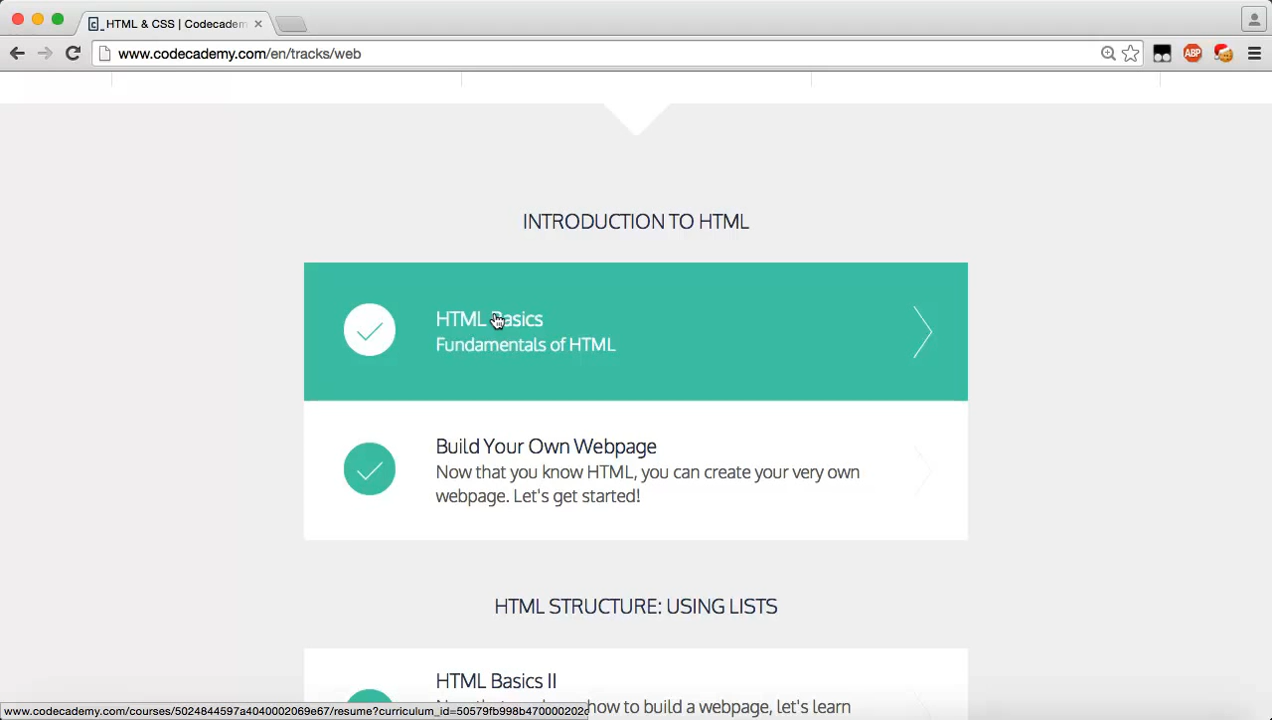 HTML & CSS | Codecadem
www.codecademy.com/en/tracks/web
ABP
INTRODUCTION TO HTML
HTML Basics
Fundamentals of HTML
Build Your Own Webpage
Now that you know HTML, you can create your very own
webpage. Let's get started!
HTML STRUCTURE: USING LISTS
HTML Basics II
how to build a webpage, let's learn
www.codecademy.com/courses/5024844597a4040002069e67/resume?curriculum_id=50579fb998b470000202c